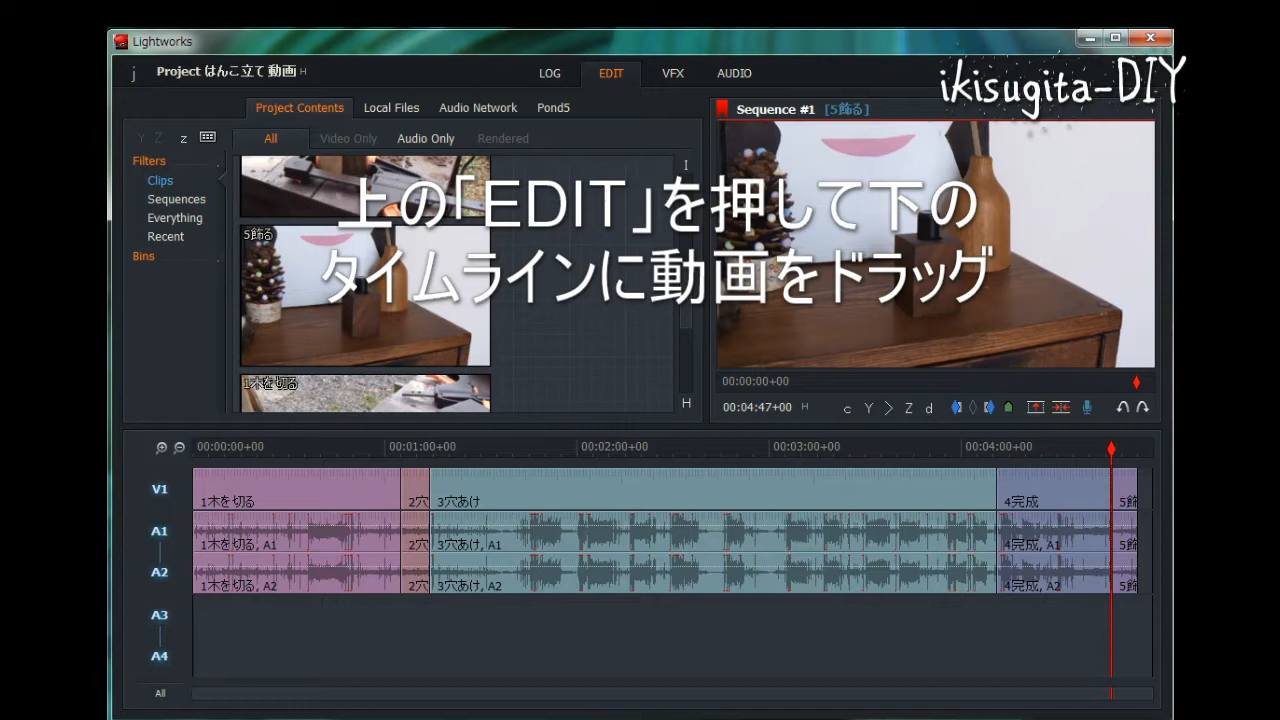 Lightworks
Project はんこ立て動画 H
LOG EDIT VFX AUDIO
ikisugita-DIY
Project Contents Local Files Audio Network Pond5
Sequence #1 [5飾る]
All Video Only Audio Only Rendered
Filters
Clips
Sequences
Everything
Recent
Bins
上の「EDIT」を押して下の
タイムラインに動画をドラッグ
5飾る
1木を切る
00:00:00+00
00:04:47+00 H
00:00:00+00 00:01:00+00 00:02:00+00 00:03:00+00 00:04:00+00
V1 1木を切る 2穴 3穴あけ 4完成 5飾
A1 1木を切る, A1 2穴 3穴あけ, A1 4完成, A1 5飾
A2 1木を切る, A2 2穴 3穴あけ, A2 4完成, A2 5飾
A3
A4
All